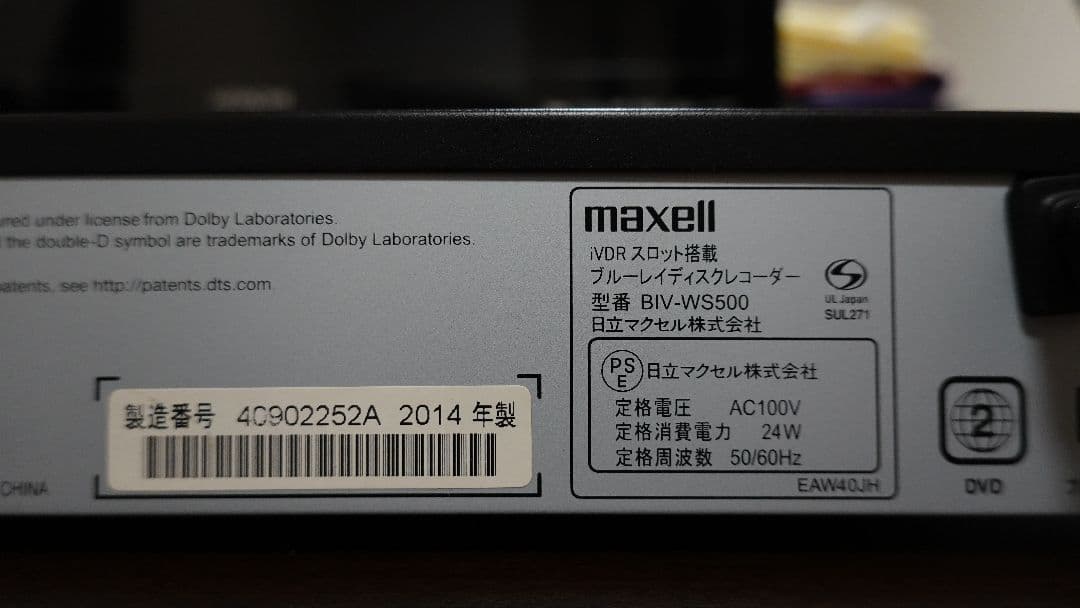 ured under license from Dolby Laboratories.
the double-D symbol are trademarks of Dolby Laboratories.
patents, see http://patents.dts.com
製造番号 4C902252A 2014 年製
CHINA
maxell
iVDR スロット搭載
ブルーレイディスクレコーダー
型番 BIV-WS500
日立マクセル株式会社
UL Japan
SUL271
PS
E
日立マクセル株式会社
定格電圧 AC100V
定格消費電力 24W
定格周波数 50/60Hz
EAW40JH
2
DVD